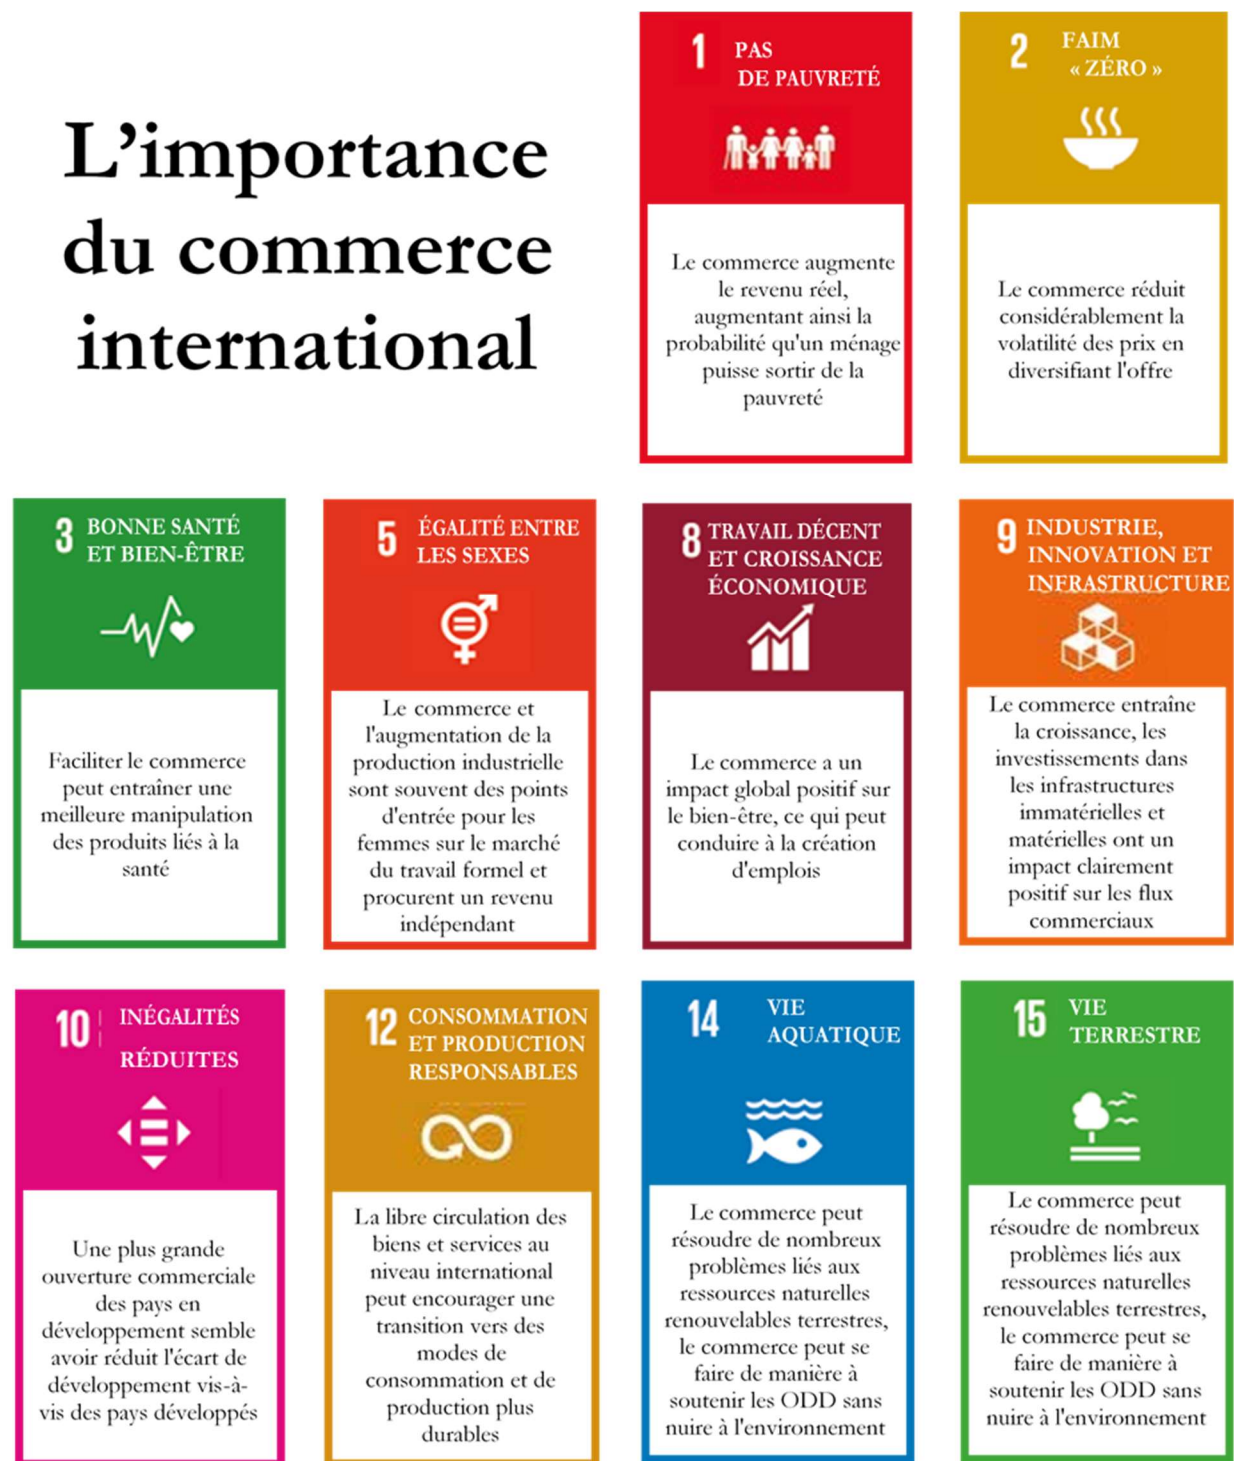 L'importance
du commerce
international
1 PAS
DE PAUVRETÉ
Le commerce augmente
le revenu réel,
augmentant ainsi la
probabilité qu'un ménage
puisse sortir de la
pauvreté
2 FAIM
« ZÉRO »
Le commerce réduit
considérablement la
volatilité des prix en
diversifiant l'offre
3 BONNE SANTÉ
ET BIEN-ÊTRE
Faciliter le commerce
peut entraîner une
meilleure manipulation
des produits liés à la
santé
5 ÉGALITÉ ENTRE
LES SEXES
Le commerce et
l'augmentation de la
production industrielle
sont souvent des points
d'entrée pour les
femmes sur le marché
du travail formel et
procurent un revenu
indépendant
8 TRAVAIL DÉCENT
ET CROISSANCE
ÉCONOMIQUE
Le commerce a un
impact global positif sur
le bien-être, ce qui peut
conduire à la création
d'emplois
9 INDUSTRIE,
INNOVATION ET
INFRASTRUCTURE
Le commerce entraîne
la croissance, les
investissements dans
les infrastructures
immatérielles et
matérielles ont un
impact clairement
positif sur les flux
commerciaux
10 INÉGALITÉS
RÉDUITES
Une plus grande
ouverture commerciale
des pays en
développement semble
avoir réduit l'écart de
développement vis-à-
vis des pays développés
12 CONSOMMATION
ET PRODUCTION
RESPONSABLES
La libre circulation des
biens et services au
niveau international
peut encourager une
transition vers des
modes de
consommation et de
production plus
durables
14 VIE
AQUATIQUE
Le commerce peut
résoudre de nombreux
problèmes liés aux
ressources naturelles
renouvelables terrestres,
le commerce peut se
faire de manière à
soutenir les ODD sans
nuire à l'environnement
15 VIE
TERRESTRE
Le commerce peut
résoudre de nombreux
problèmes liés aux
ressources naturelles
renouvelables terrestres,
le commerce peut se
faire de manière à
soutenir les ODD sans
nuire à l'environnement